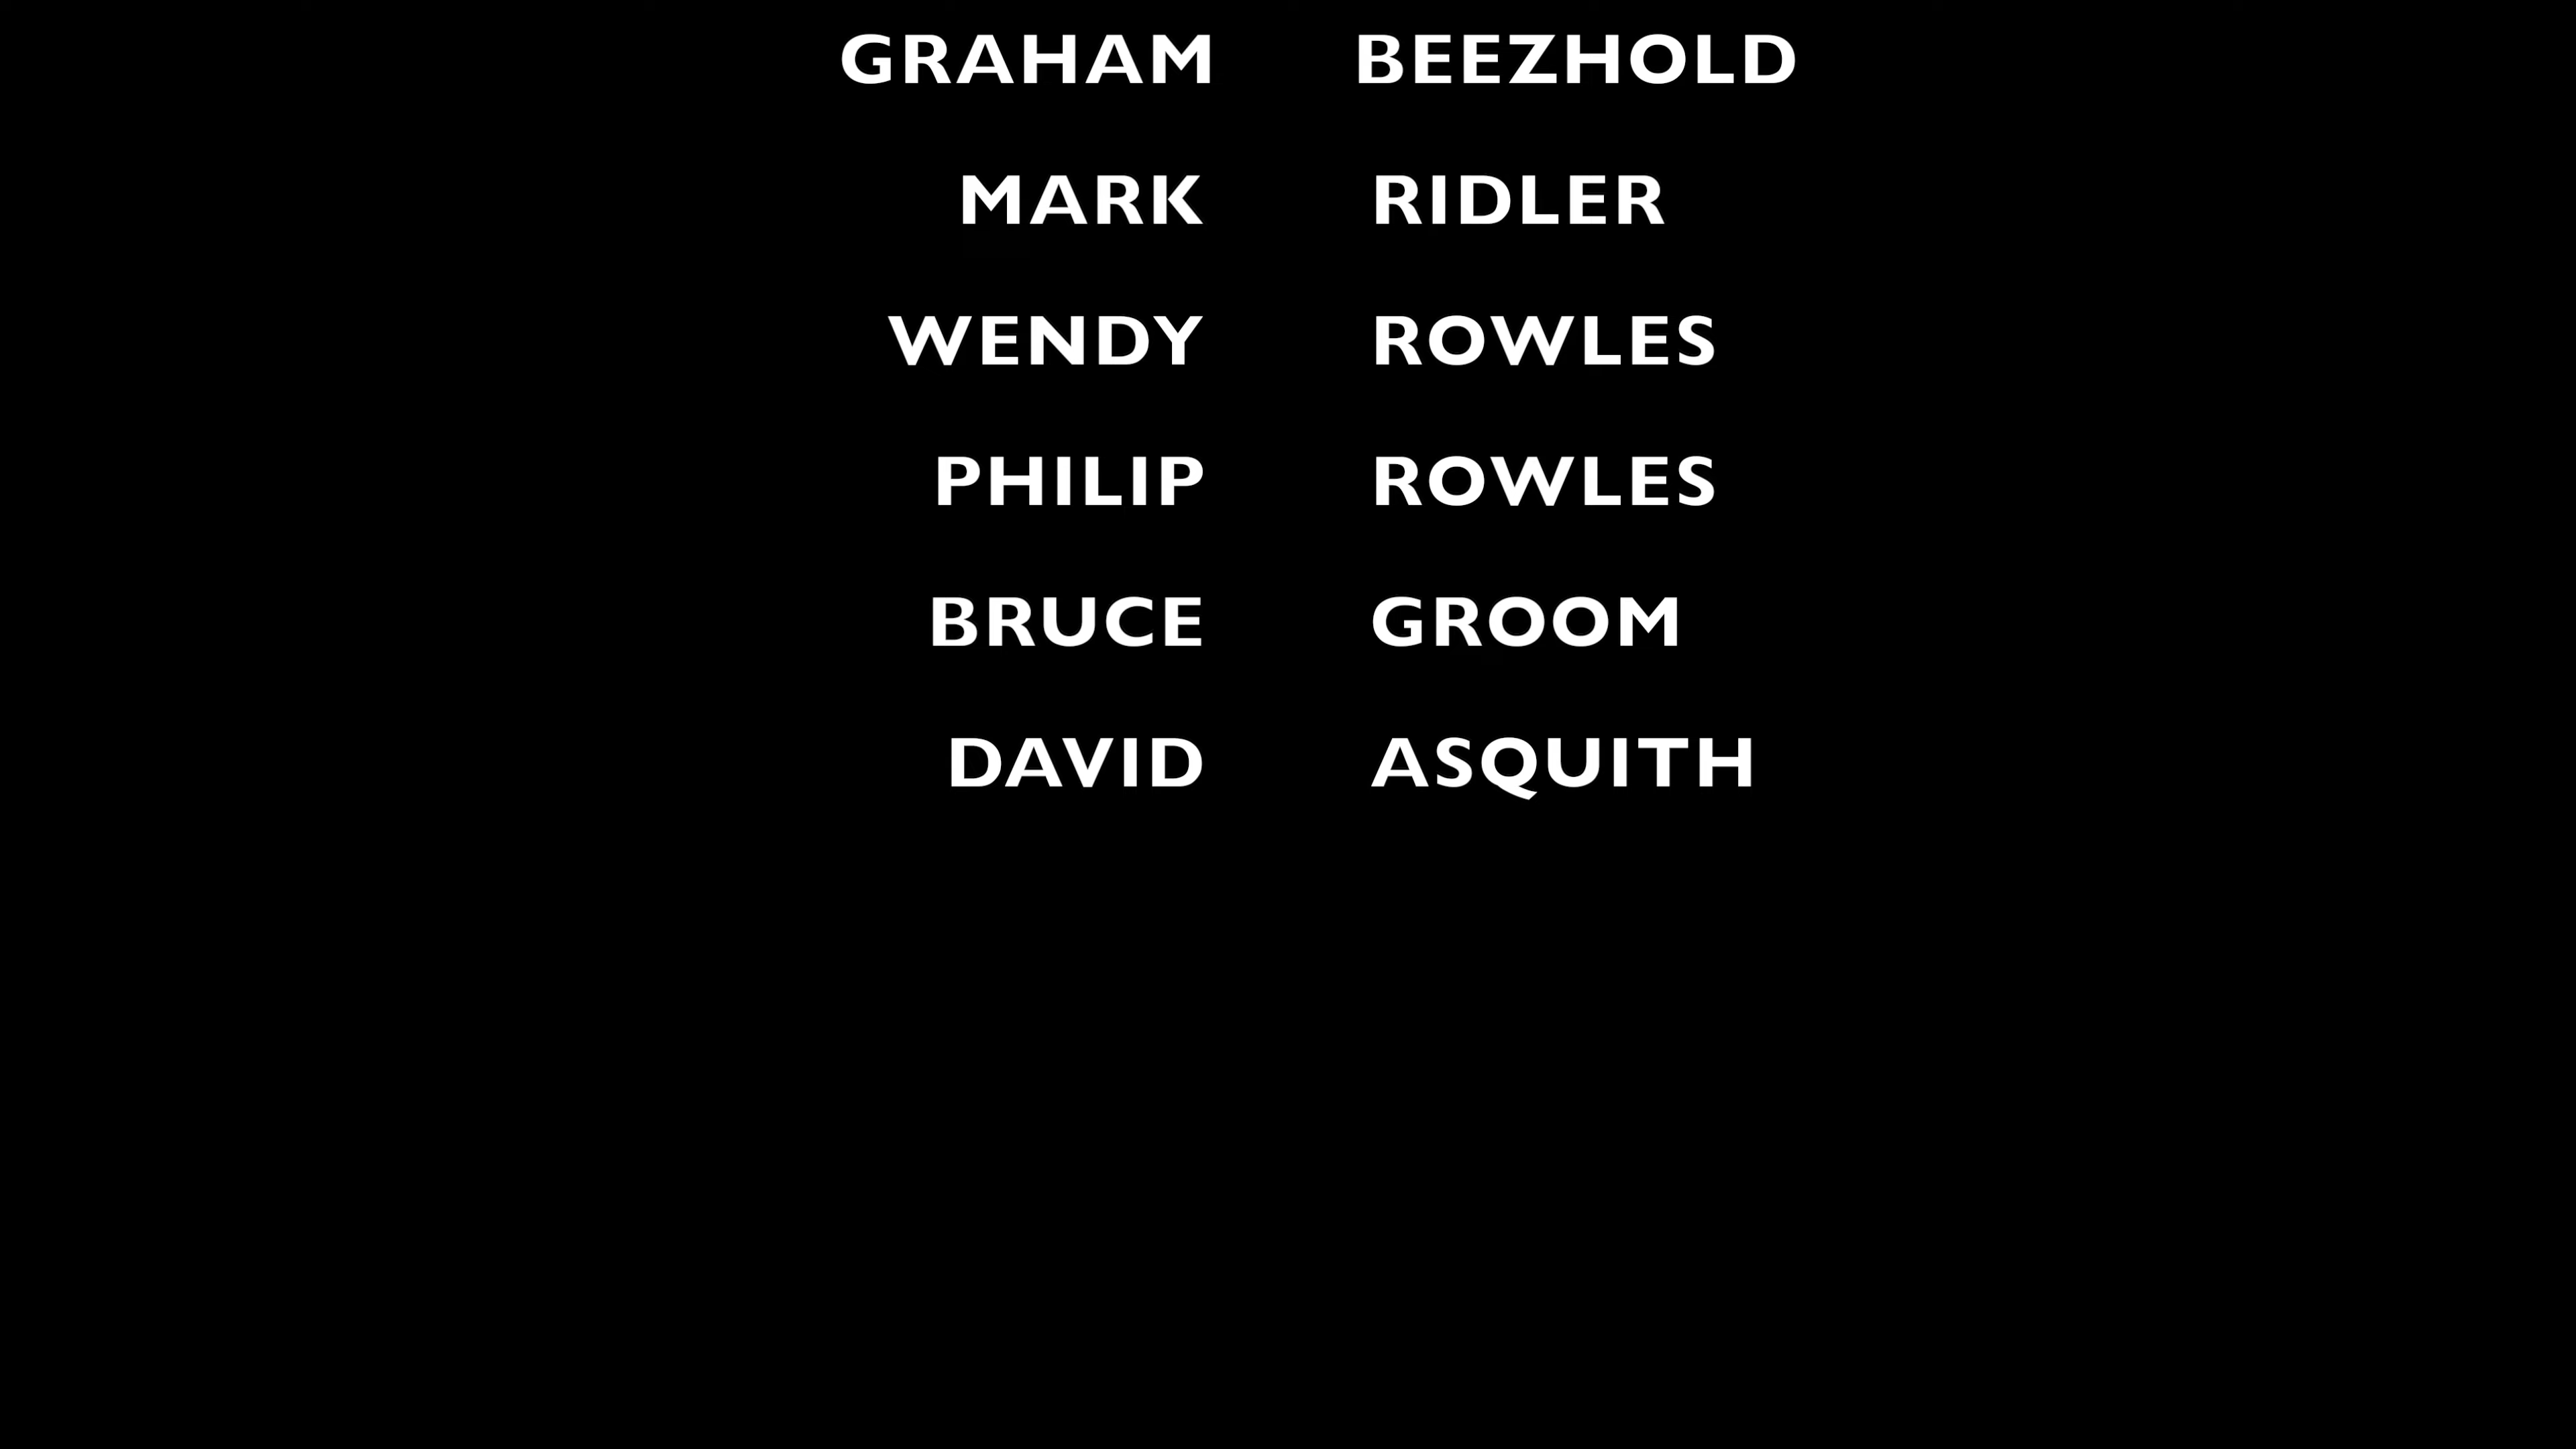 GRAHAM BEEZHOLD
MARK RIDLER
WENDY ROWLES
PHILIP ROWLES
BRUCE GROOM
DAVID ASQUITH